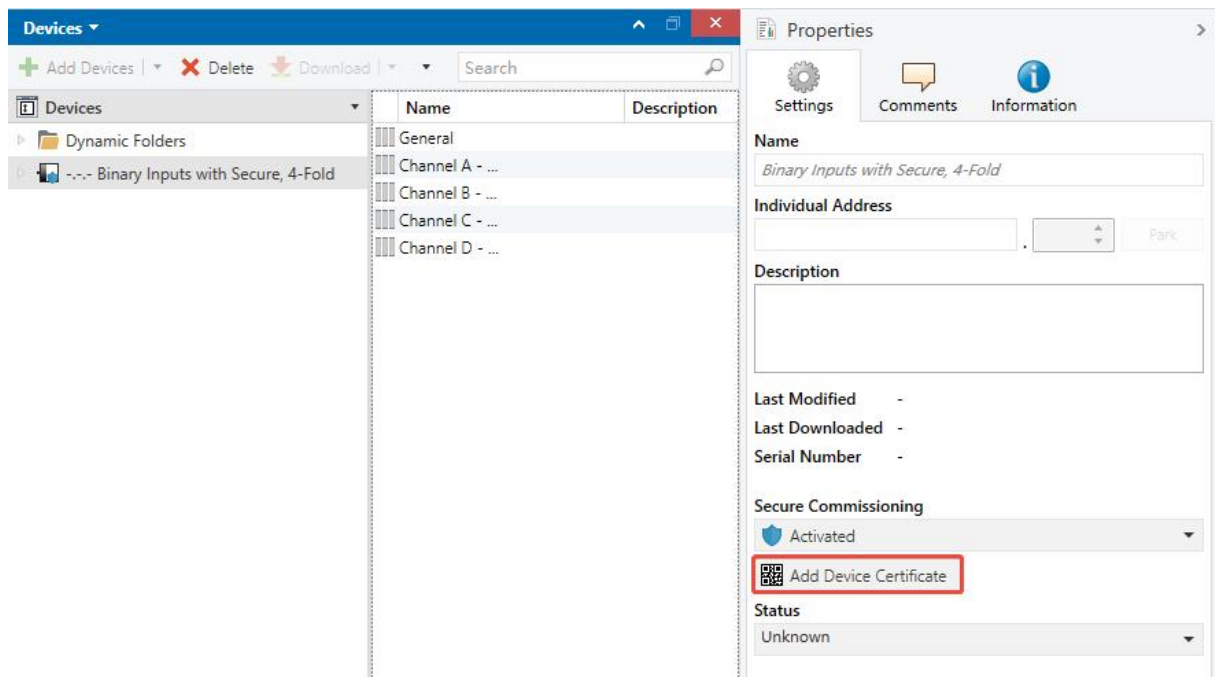 Devices
Add Devices Delete Download Search
Devices
Dynamic Folders
-.-.- Binary Inputs with Secure, 4-Fold
Name Description
General
Channel A - ...
Channel B - ...
Channel C - ...
Channel D - ...
Properties
Settings Comments Information
Name
Binary Inputs with Secure, 4-Fold
Individual Address
. Park
Description
Last Modified -
Last Downloaded -
Serial Number -
Secure Commissioning
Activated
Add Device Certificate
Status
Unknown